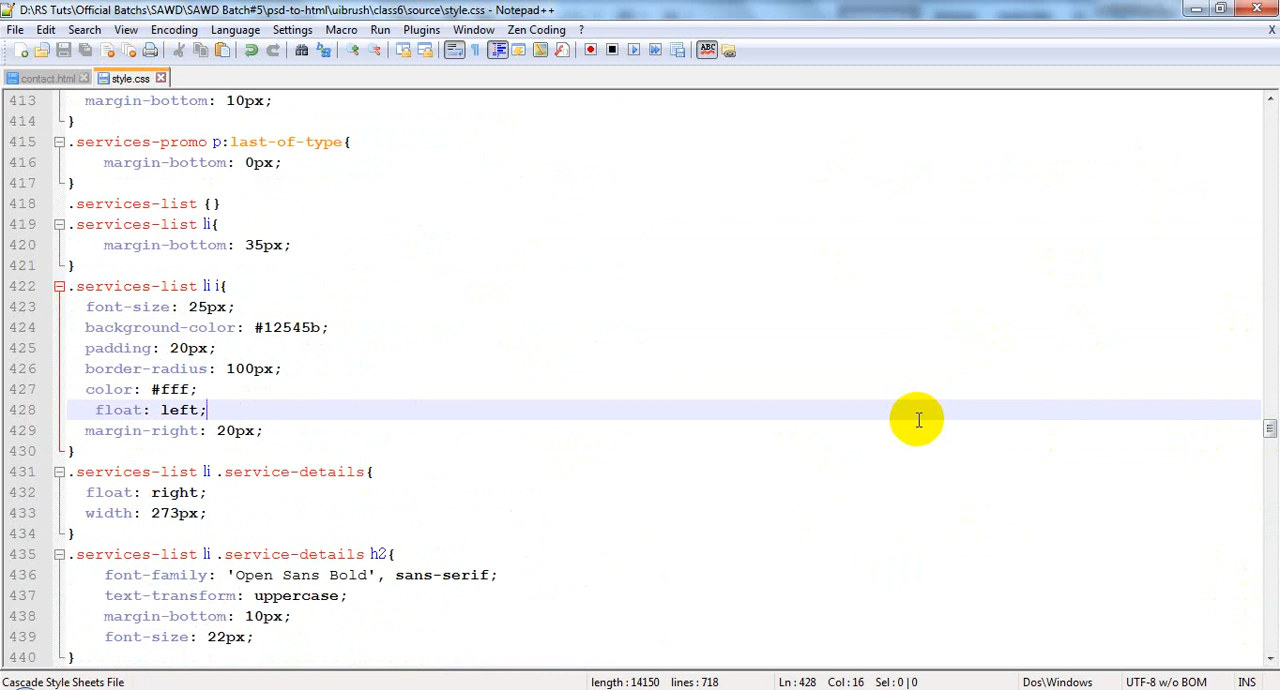 D:\RS Tuts\Official Batchs\SAWD\SAWD Batch#5\psd-to-html\uibrush\class6\source\style.css - Notepad++
File Edit Search View Encoding Language Settings Macro Run Plugins Window Zen Coding ? X
contact.html style.css
413 margin-bottom: 10px;
414 }
415 .services-promo p:last-of-type{
416 margin-bottom: 0px;
417 }
418 .services-list {}
419 .services-list li{
420 margin-bottom: 35px;
421 }
422 .services-list li i{
423 font-size: 25px;
424 background-color: #12545b;
425 padding: 20px;
426 border-radius: 100px;
427 color: #fff;
428 float: left;
429 margin-right: 20px;
430 }
431 .services-list li .service-details{
432 float: right;
433 width: 273px;
434 }
435 .services-list li .service-details h2{
436 font-family: 'Open Sans Bold', sans-serif;
437 text-transform: uppercase;
438 margin-bottom: 10px;
439 font-size: 22px;
440 }
Cascade Style Sheets File length : 14150 lines : 718 Ln : 428 Col : 16 Sel : 0 | 0 Dos\Windows UTF-8 w/o BOM INS